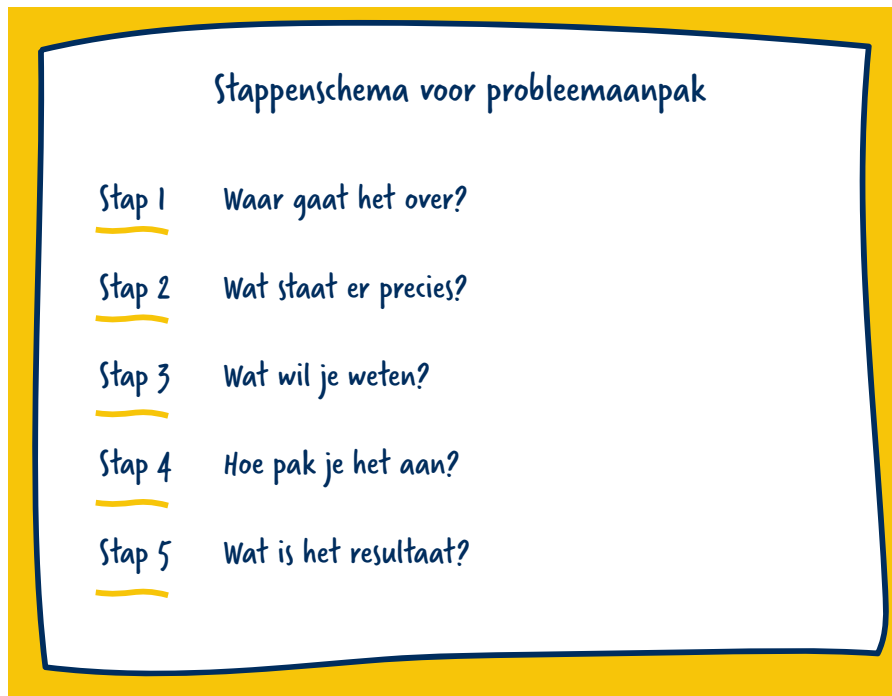 Stappenschema voor probleemaanpak
Stap 1 Waar gaat het over?
Stap 2 Wat staat er precies?
Stap 3 Wat wil je weten?
Stap 4 Hoe pak je het aan?
Stap 5 Wat is het resultaat?